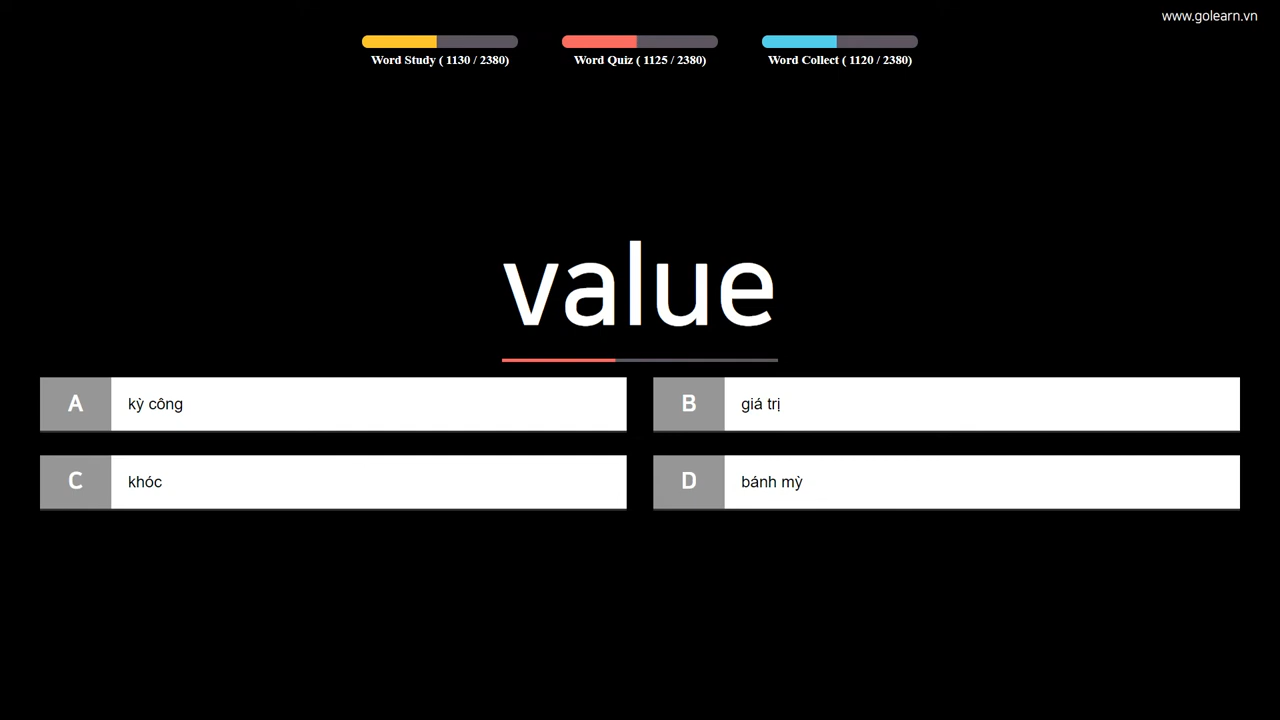 www.golearn.vn
Word Study ( 1130 / 2380)
Word Quiz ( 1125 / 2380)
Word Collect ( 1120 / 2380)
value
A kỳ công
B giá trị
C khóc
D bánh mỳ